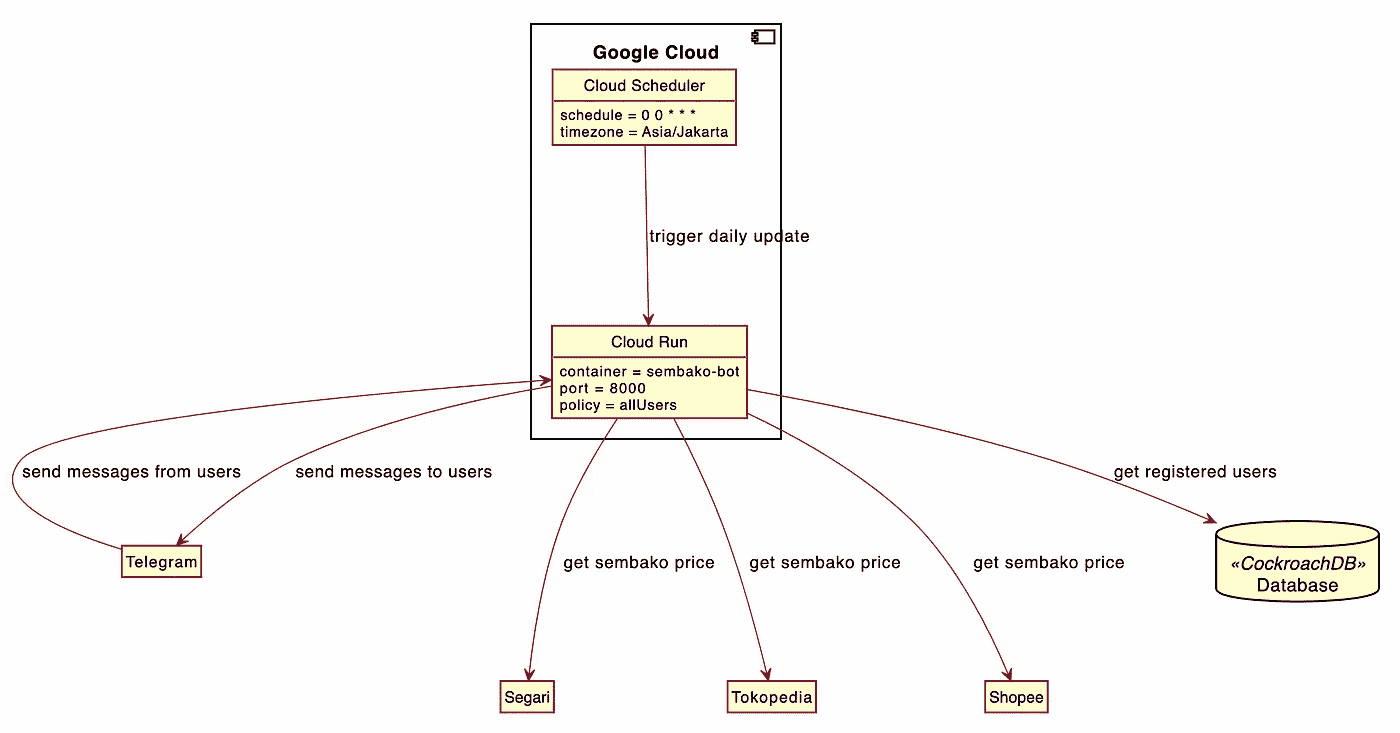 Google Cloud
Cloud Scheduler
schedule = 0 0 * * *
timezone = Asia/Jakarta
trigger daily update
Cloud Run
container = sembako-bot
port = 8000
policy = allUsers
send messages from users
send messages to users
get registered users
Telegram
get sembako price
get sembako price
get sembako price
«CockroachDB»
Database
Segari
Tokopedia
Shopee